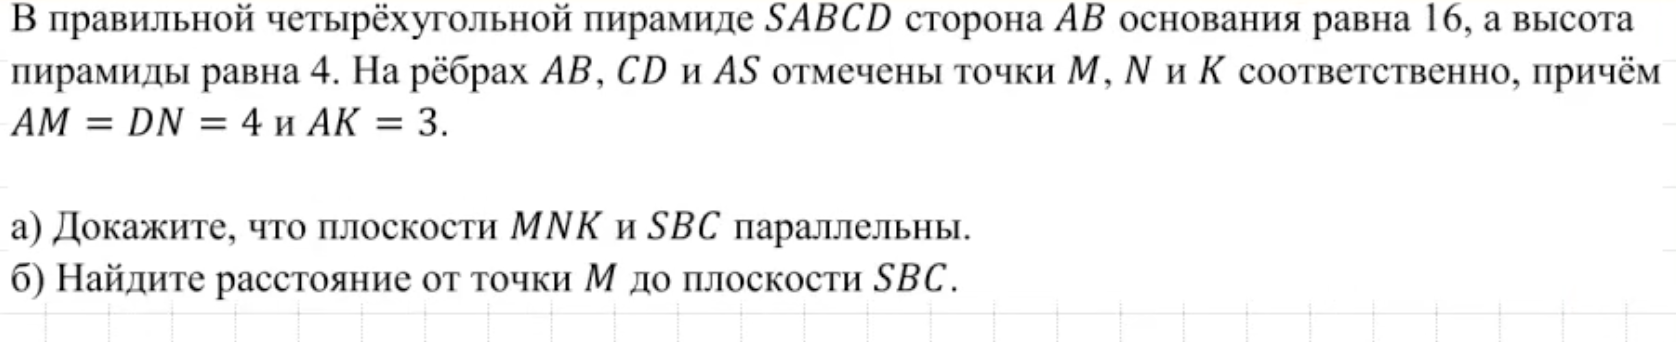 В правильной четырёхугольной пирамиде SABCD сторона AB основания равна 16, а высота
пирамиды равна 4. На рёбрах AB, CD и AS отмечены точки M, N и K соответственно, причём
AM = DN = 4 и AK = 3.
а) Докажите, что плоскости MNK и SBC параллельны.
б) Найдите расстояние от точки M до плоскости SBC.